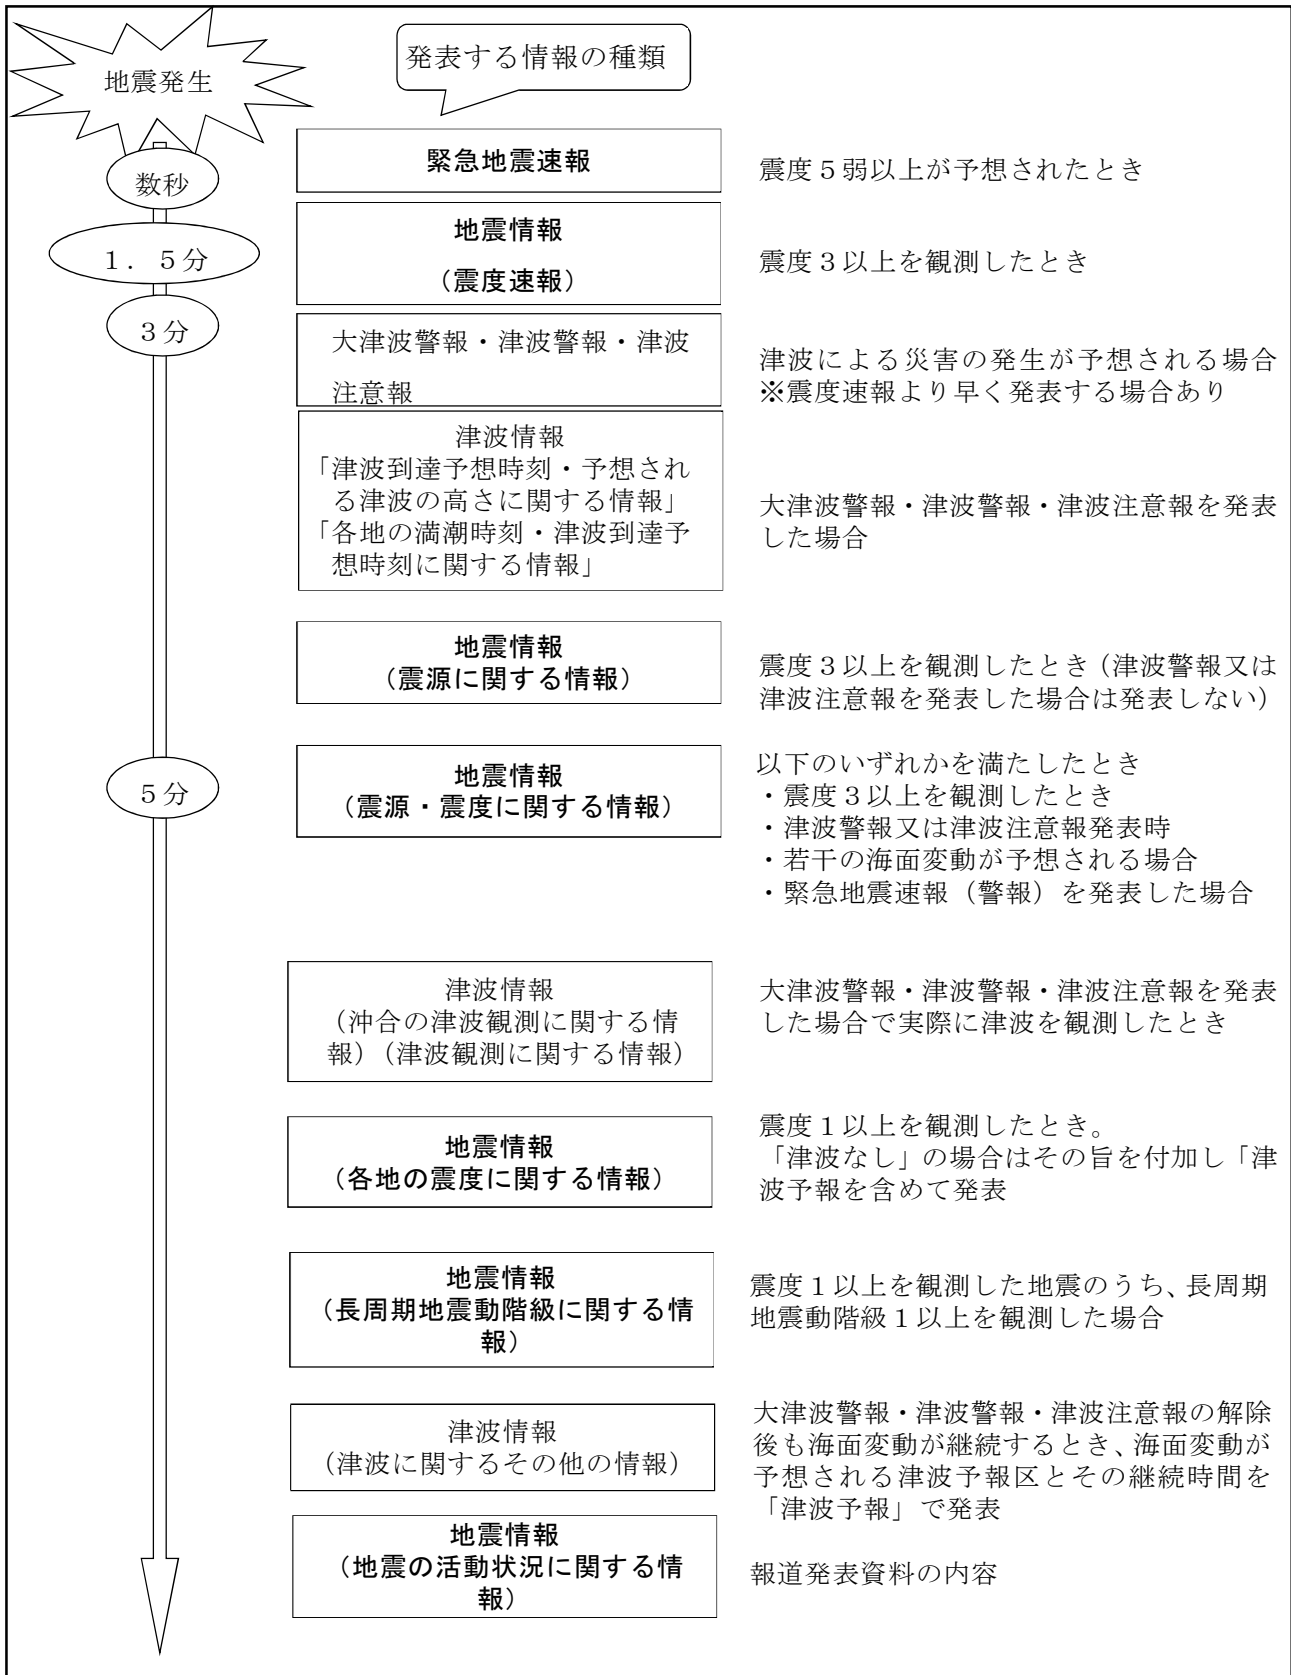 地震発生
発表する情報の種類
数秒
緊急地震速報
震度５弱以上が予想されたとき
１．５分
地震情報
（震度速報）
震度３以上を観測したとき
３分
大津波警報・津波警報・津波
注意報
津波による災害の発生が予想される場合
※震度速報より早く発表する場合あり
津波情報
「津波到達予想時刻・予想され
る津波の高さに関する情報」
「各地の満潮時刻・津波到達予
想時刻に関する情報」
大津波警報・津波警報・津波注意報を発表
した場合
地震情報
（震源に関する情報）
震度３以上を観測したとき（津波警報又は
津波注意報を発表した場合は発表しない）
５分
地震情報
（震源・震度に関する情報）
以下のいずれかを満たしたとき
・震度３以上を観測したとき
・津波警報又は津波注意報発表時
・若干の海面変動が予想される場合
・緊急地震速報（警報）を発表した場合
津波情報
（沖合の津波観測に関する情
報）（津波観測に関する情報）
大津波警報・津波警報・津波注意報を発表
した場合で実際に津波を観測したとき
地震情報
（各地の震度に関する情報）
震度１以上を観測したとき。
「津波なし」の場合はその旨を付加し「津
波予報を含めて発表
地震情報
（長周期地震動階級に関する情
報）
震度１以上を観測した地震のうち、長周期
地震動階級１以上を観測した場合
津波情報
（津波に関するその他の情報）
大津波警報・津波警報・津波注意報の解除
後も海面変動が継続するとき、海面変動が
予想される津波予報区とその継続時間を
「津波予報」で発表
地震情報
（地震の活動状況に関する情
報）
報道発表資料の内容